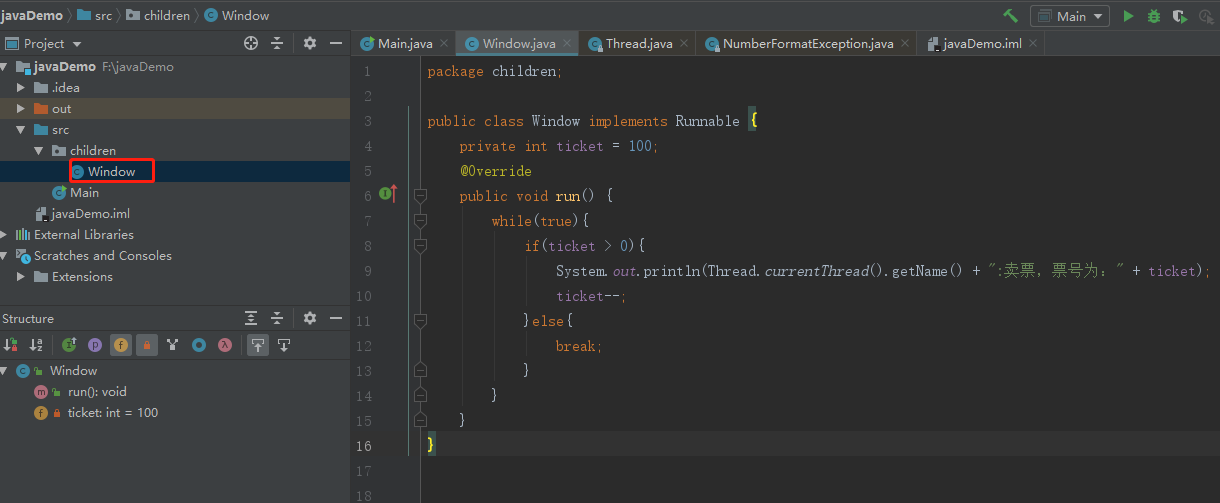 javaDemo src children Window Main
Project
Main.java Window.java Thread.java NumberFormatException.java javaDemo.iml
javaDemo F:\javaDemo
.idea
out
src
children
Window
Main
javaDemo.iml
External Libraries
Scratches and Consoles
Extensions
Structure
Window
run(): void
ticket: int = 100
1 package children;
2
3 public class Window implements Runnable {
4 private int ticket = 100;
5 @Override
6 public void run() {
7 while(true){
8 if(ticket > 0){
9 System.out.println(Thread.currentThread().getName() + ":卖票，票号为：" + ticket);
10 ticket--;
11 }else{
12 break;
13 }
14 }
15 }
16 }
17
18